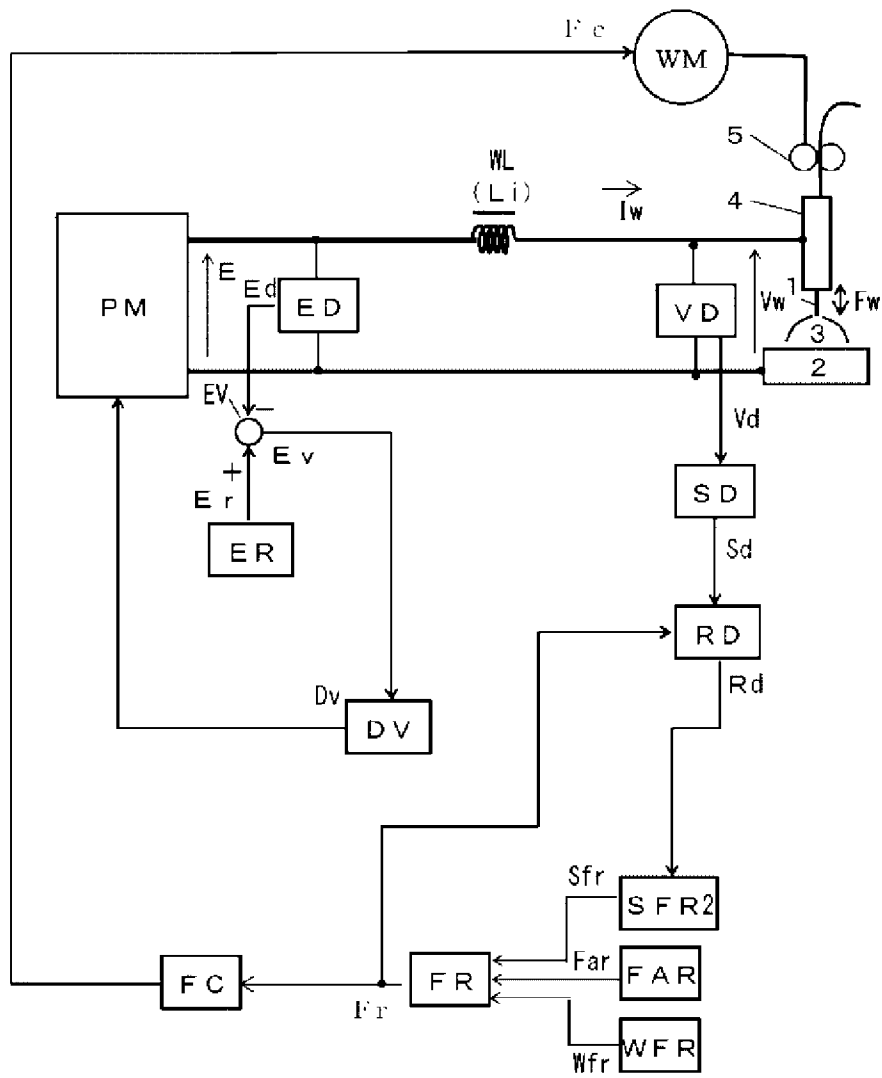 Fc
WM
5
WL
(Li)
Iw
4
PM
E
Ed
ED
VD
Vw
1
Fw
3
2
EV
−
Ev
+
Er
ER
Vd
SD
Sd
RD
Rd
Dv
DV
Sfr
SFR2
FC
Fr
FR
Far
FAR
Wfr
WFR